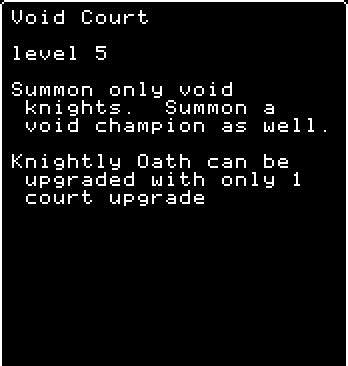 Void Court
level 5
Summon only void
knights.  Summon a
void champion as well.
Knightly Oath can be
upgraded with only 1
court upgrade